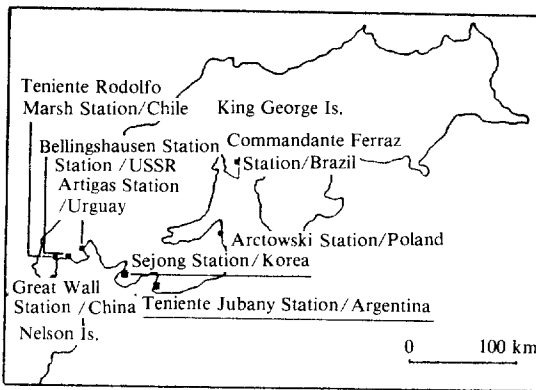 Teniente Rodolfo
Marsh Station/Chile
King George Is.
Bellingshausen Station
Station/USSR
Commandante Ferraz
Station/Brazil
Artigas Station
/Urguay
Arctowski Station/Poland
Sejong Station/Korea
Great Wall
Station/China
Teniente Jubany Station/Argentina
Nelson Is.
0 100 km